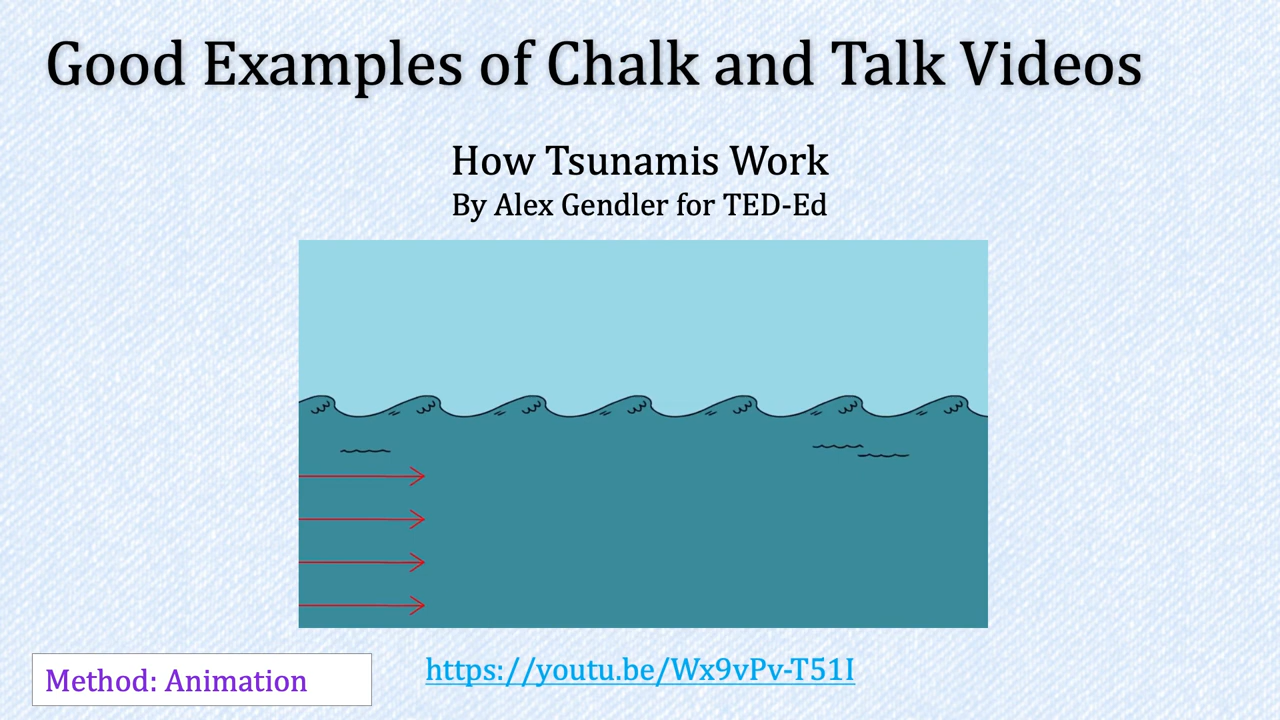 Good Examples of Chalk and Talk Videos
How Tsunamis Work
By Alex Gendler for TED-Ed
Method: Animation
https://youtu.be/Wx9vPv-T51I